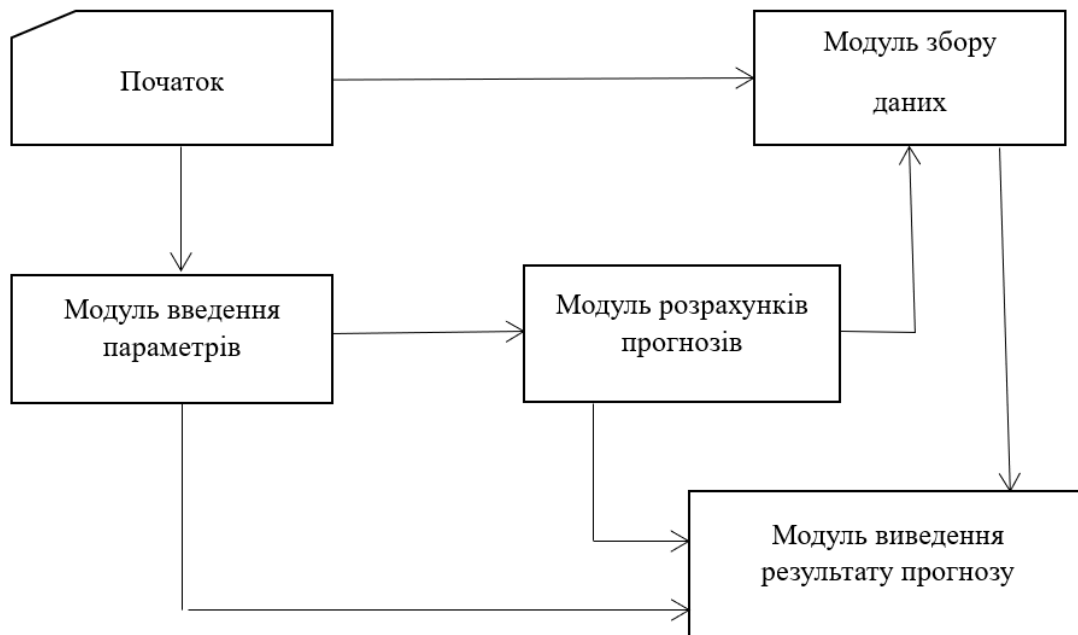 Початок
Модуль збору
даних
Модуль введення
параметрів
Модуль розрахунків
прогнозів
Модуль виведення
результату прогнозу